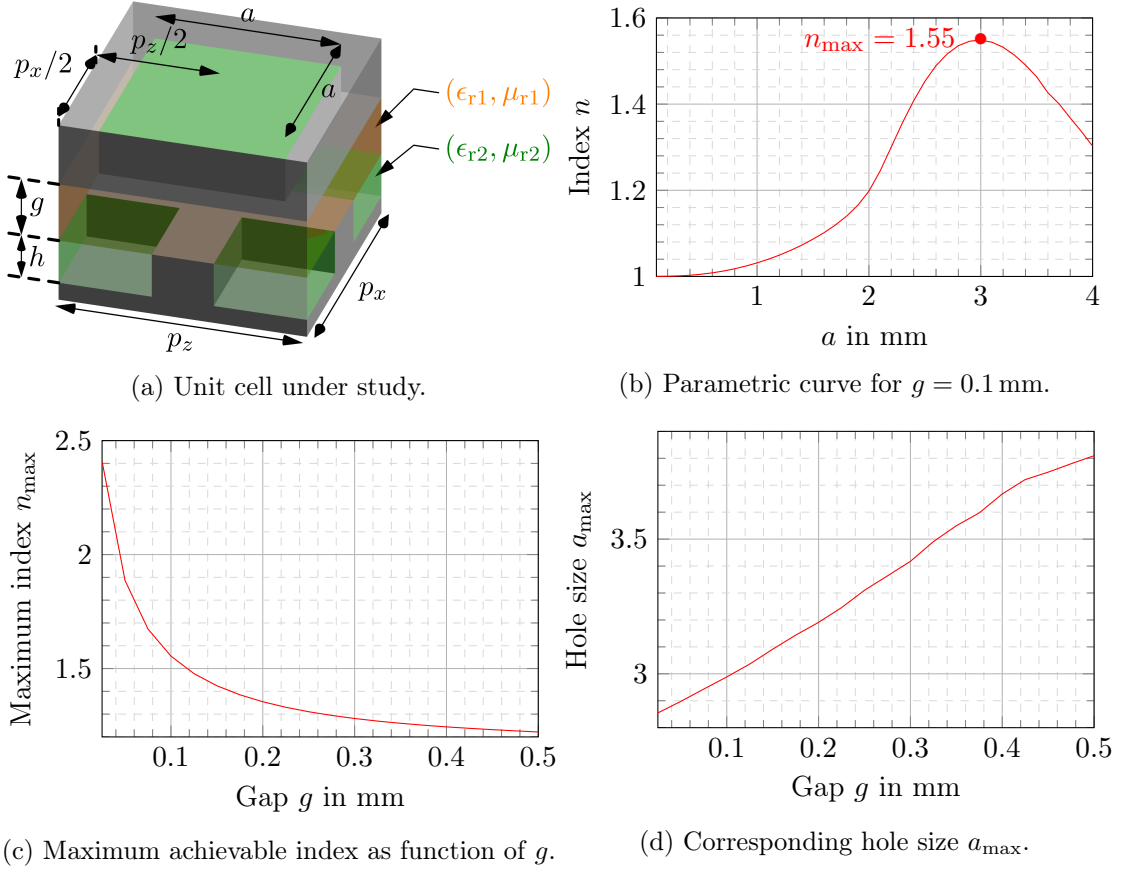 a
p_z/2
p_x/2
a
(ϵ_r1, μ_r1)
(ϵ_r2, μ_r2)
g
h
p_x
p_z
(a) Unit cell under study.
1.6
1.4
1.2
1
Index n
n_max = 1.55
1 2 3 4
a in mm
(b) Parametric curve for g = 0.1 mm.
2.5
2
1.5
Maximum index n_max
0.1 0.2 0.3 0.4 0.5
Gap g in mm
(c) Maximum achievable index as function of g.
3.5
3
Hole size a_max
0.1 0.2 0.3 0.4 0.5
Gap g in mm
(d) Corresponding hole size a_max.